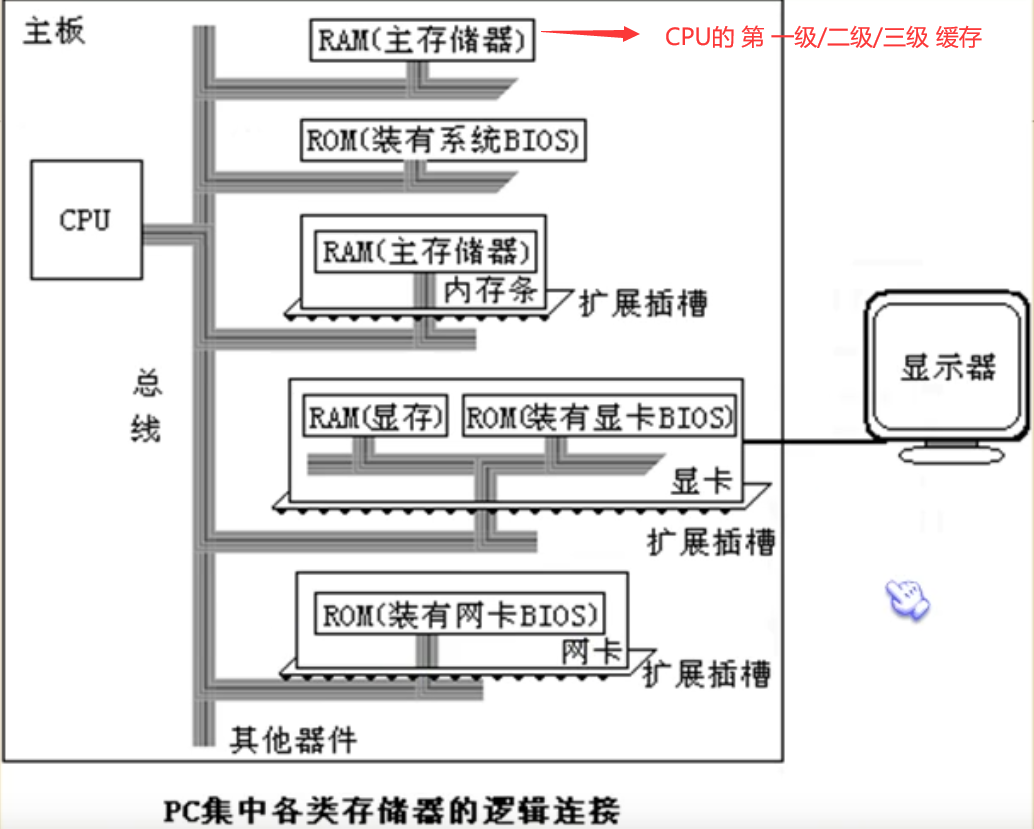 主板
RAM(主存储器)
CPU的 第 一级/二级/三级 缓存
ROM(装有系统BIOS)
CPU
RAM(主存储器)
内存条
扩展插槽
显示器
总
线
RAM(显存)
ROM(装有显卡BIOS)
显卡
扩展插槽
ROM(装有网卡BIOS)
网卡
扩展插槽
其他器件
PC集中各类存储器的逻辑连接